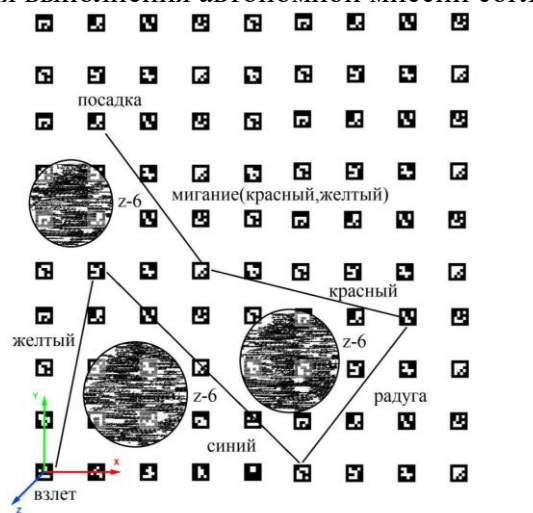 посадка
z-6
мигание(красный,желтый)
красный
желтый
z-6
z-6
радуга
синий
Y
X
взлет
Z